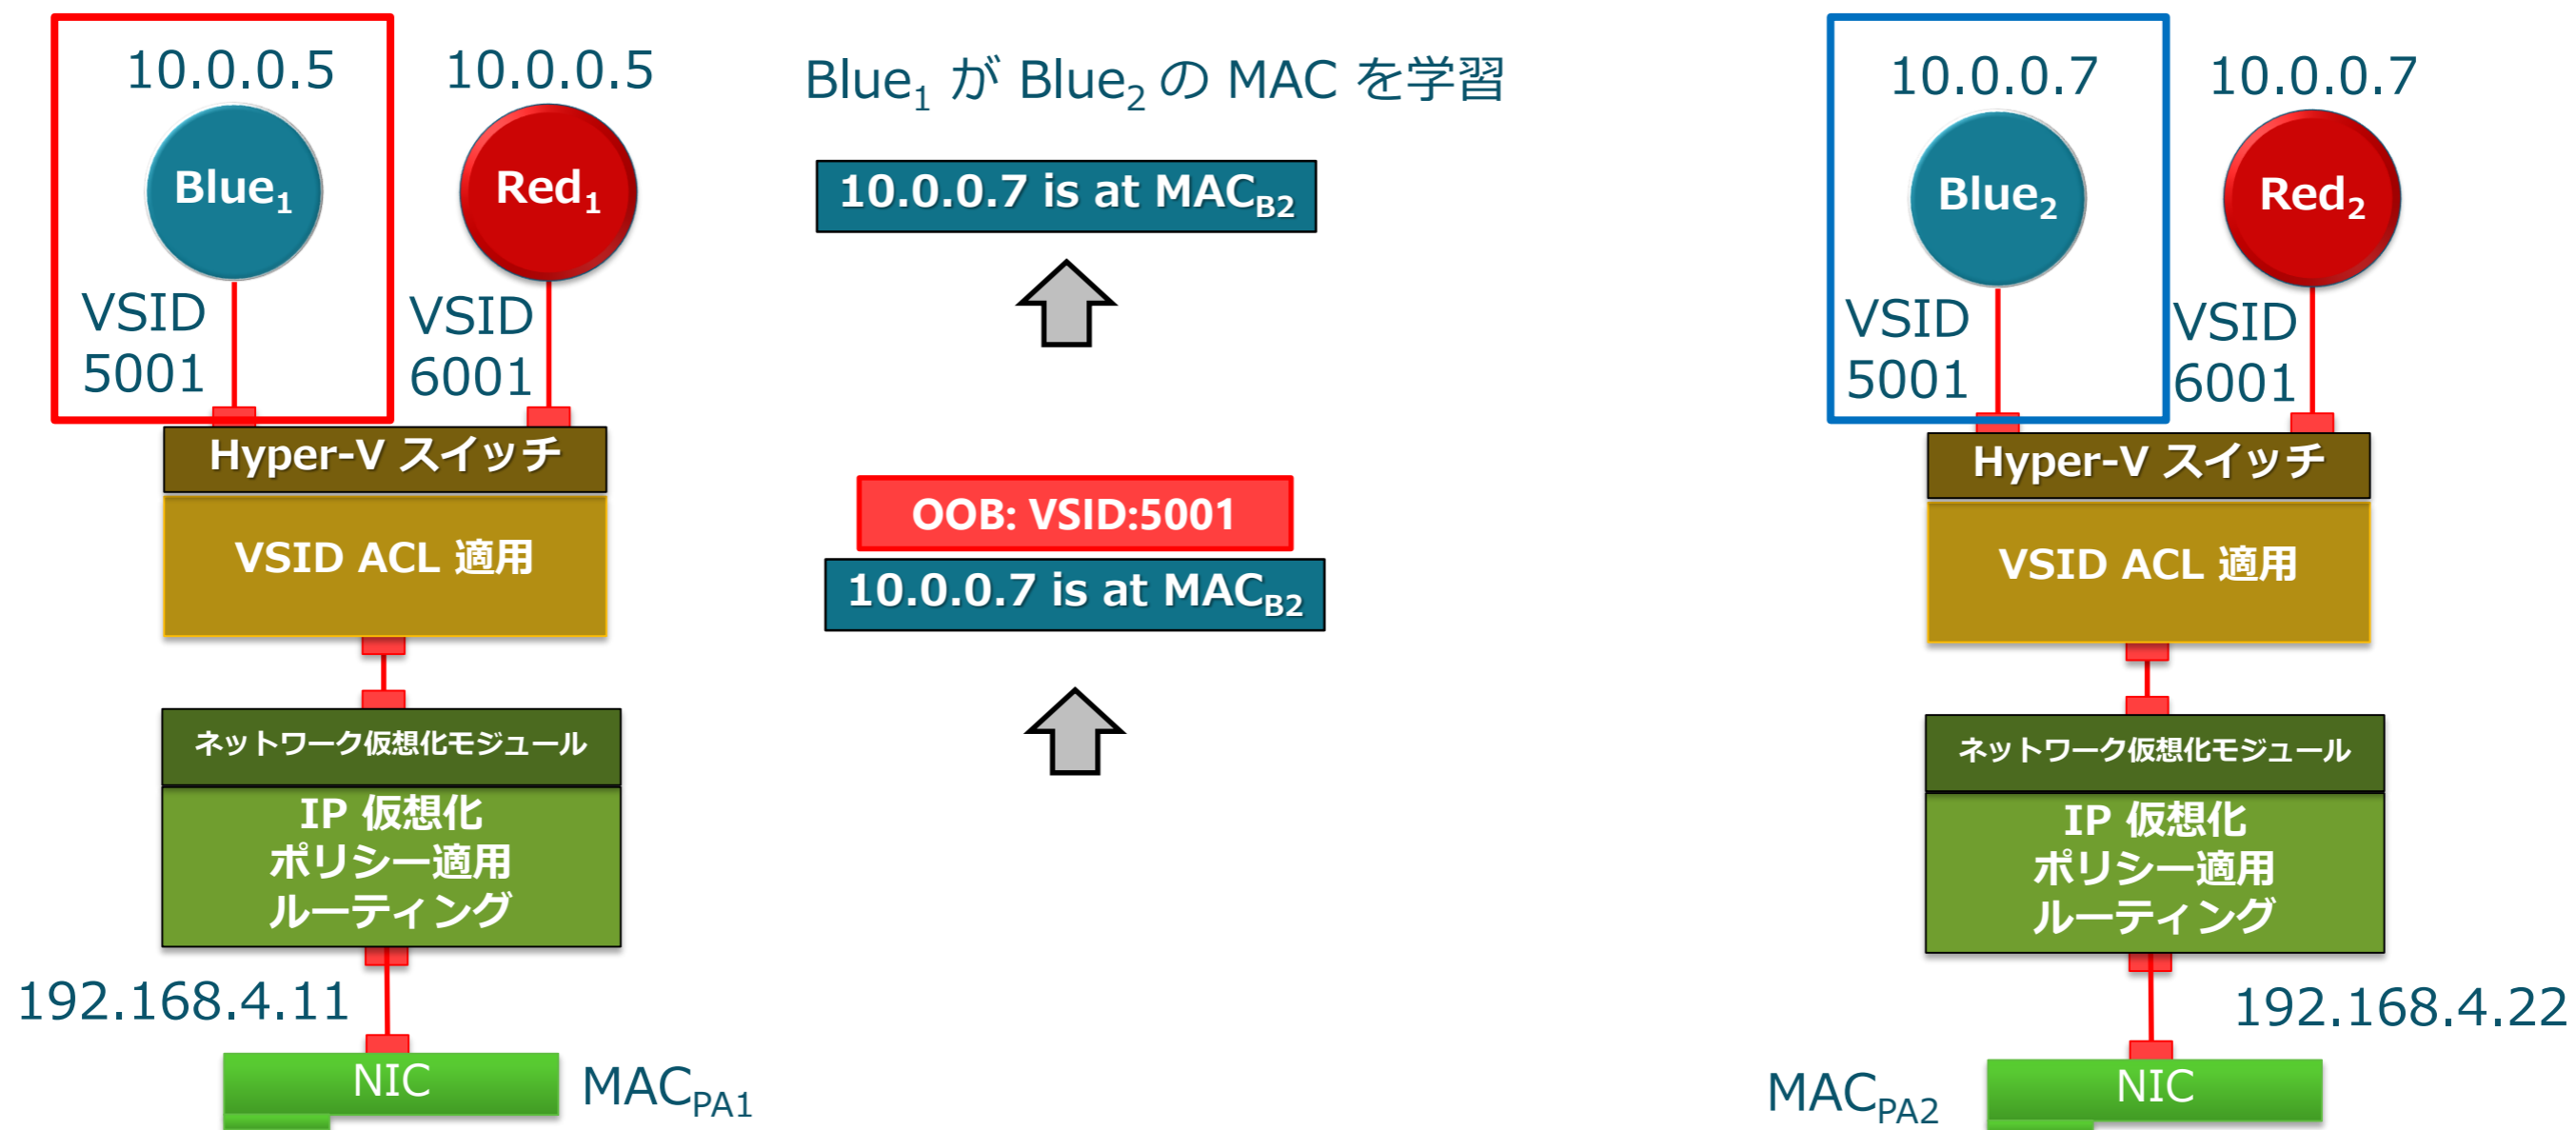 10.0.0.5
10.0.0.5
Blue1 が Blue2 の MAC を学習
10.0.0.7
10.0.0.7
Blue1
Red1
10.0.0.7 is at MACB2
Blue2
Red2
VSID
5001
VSID
6001
VSID
5001
VSID
6001
Hyper-V スイッチ
Hyper-V スイッチ
OOB: VSID:5001
VSID ACL 適用
10.0.0.7 is at MACB2
VSID ACL 適用
ネットワーク仮想化モジュール
ネットワーク仮想化モジュール
IP 仮想化
ポリシー適用
ルーティング
IP 仮想化
ポリシー適用
ルーティング
192.168.4.11
192.168.4.22
NIC
MACPA1
MACPA2
NIC